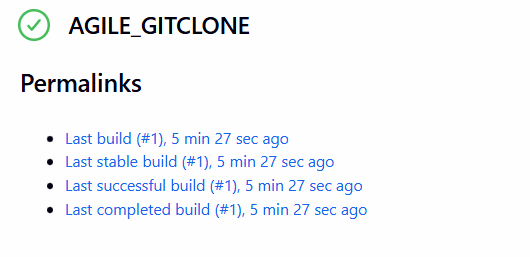 AGILE_GITCLONE
Permalinks
Last build (#1), 5 min 27 sec ago
Last stable build (#1), 5 min 27 sec ago
Last successful build (#1), 5 min 27 sec ago
Last completed build (#1), 5 min 27 sec ago